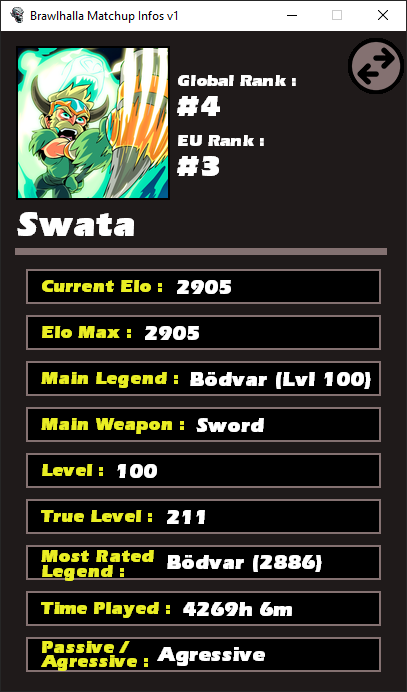 Brawlhalla Matchup Infos v1
Global Rank :
#4
EU Rank :
#3
Swata
Current Elo : 2905
Elo Max : 2905
Main Legend : Bödvar (Lvl 100)
Main Weapon : Sword
Level : 100
True Level : 211
Most Rated
Legend : Bödvar (2886)
Time Played : 4269h 6m
Passive /
Agressive : Agressive